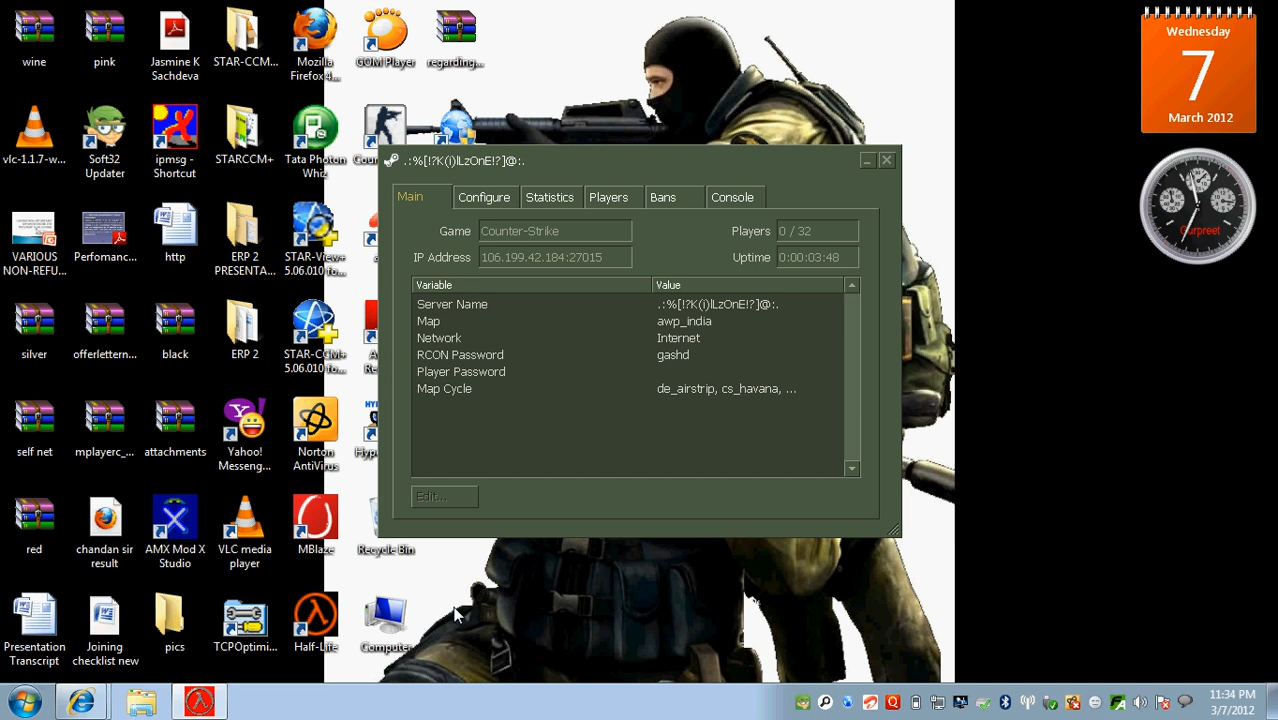 wine
pink
Jasmine K
Sachdeva
STAR-CCM...
Mozilla
Firefox 4...
GOM Player
regarding...
Wednesday
7
March 2012
vlc-1.1.7-w...
Soft32
Updater
ipmsg -
Shortcut
STARCCM+
Tata Photon
Whiz
.:%[!?K(i)lLzOnE!?]@:.
Main
Configure
Statistics
Players
Bans
Console
Game
Counter-Strike
Players
0 / 32
IP Address
106.199.42.184:27015
Uptime
0:00:03:48
Variable
Value
Server Name
.:%[!?K(i)lLzOnE!?]@:.
Map
awp_india
Network
Internet
RCON Password
gashd
Player Password
Map Cycle
de_airstrip, cs_havana, ...
Edit...
Gurpreet
VARIOUS
NON-REFU...
Perfomanc...
http
ERP 2
PRESENTA...
STAR-View+
5.06.010 fo...
silver
offerlettern...
black
ERP 2
STAR-CCM+
5.06.010 fo...
self net
mplayerc_...
attachments
Yahoo!
Messeng...
Norton
AntiVirus
red
chandan sir
result
AMX Mod X
Studio
VLC media
player
MBlaze
Recycle Bin
Presentation
Transcript
Joining
checklist new
pics
TCPOptimi...
Half-Life
Computer
11:34 PM
3/7/2012